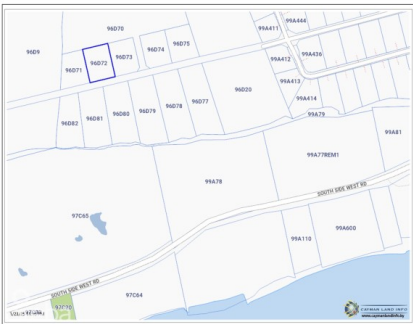 96D70
99A444
99A411
96D9
96D75
96D74
96D73
96D72
96D71
99A436
99A412
99A413
96D20
96D77
96D78
96D79
96D80
96D81
96D82
99A414
99A79
99A81
99A77REM1
99A78
SOUTH SIDE WEST RD
97C65
99A110
99A600
SOUTH SIDE WEST RD
97C70
97C64
CAYMAN LAND INFO
www.caymanlandinfo.ky